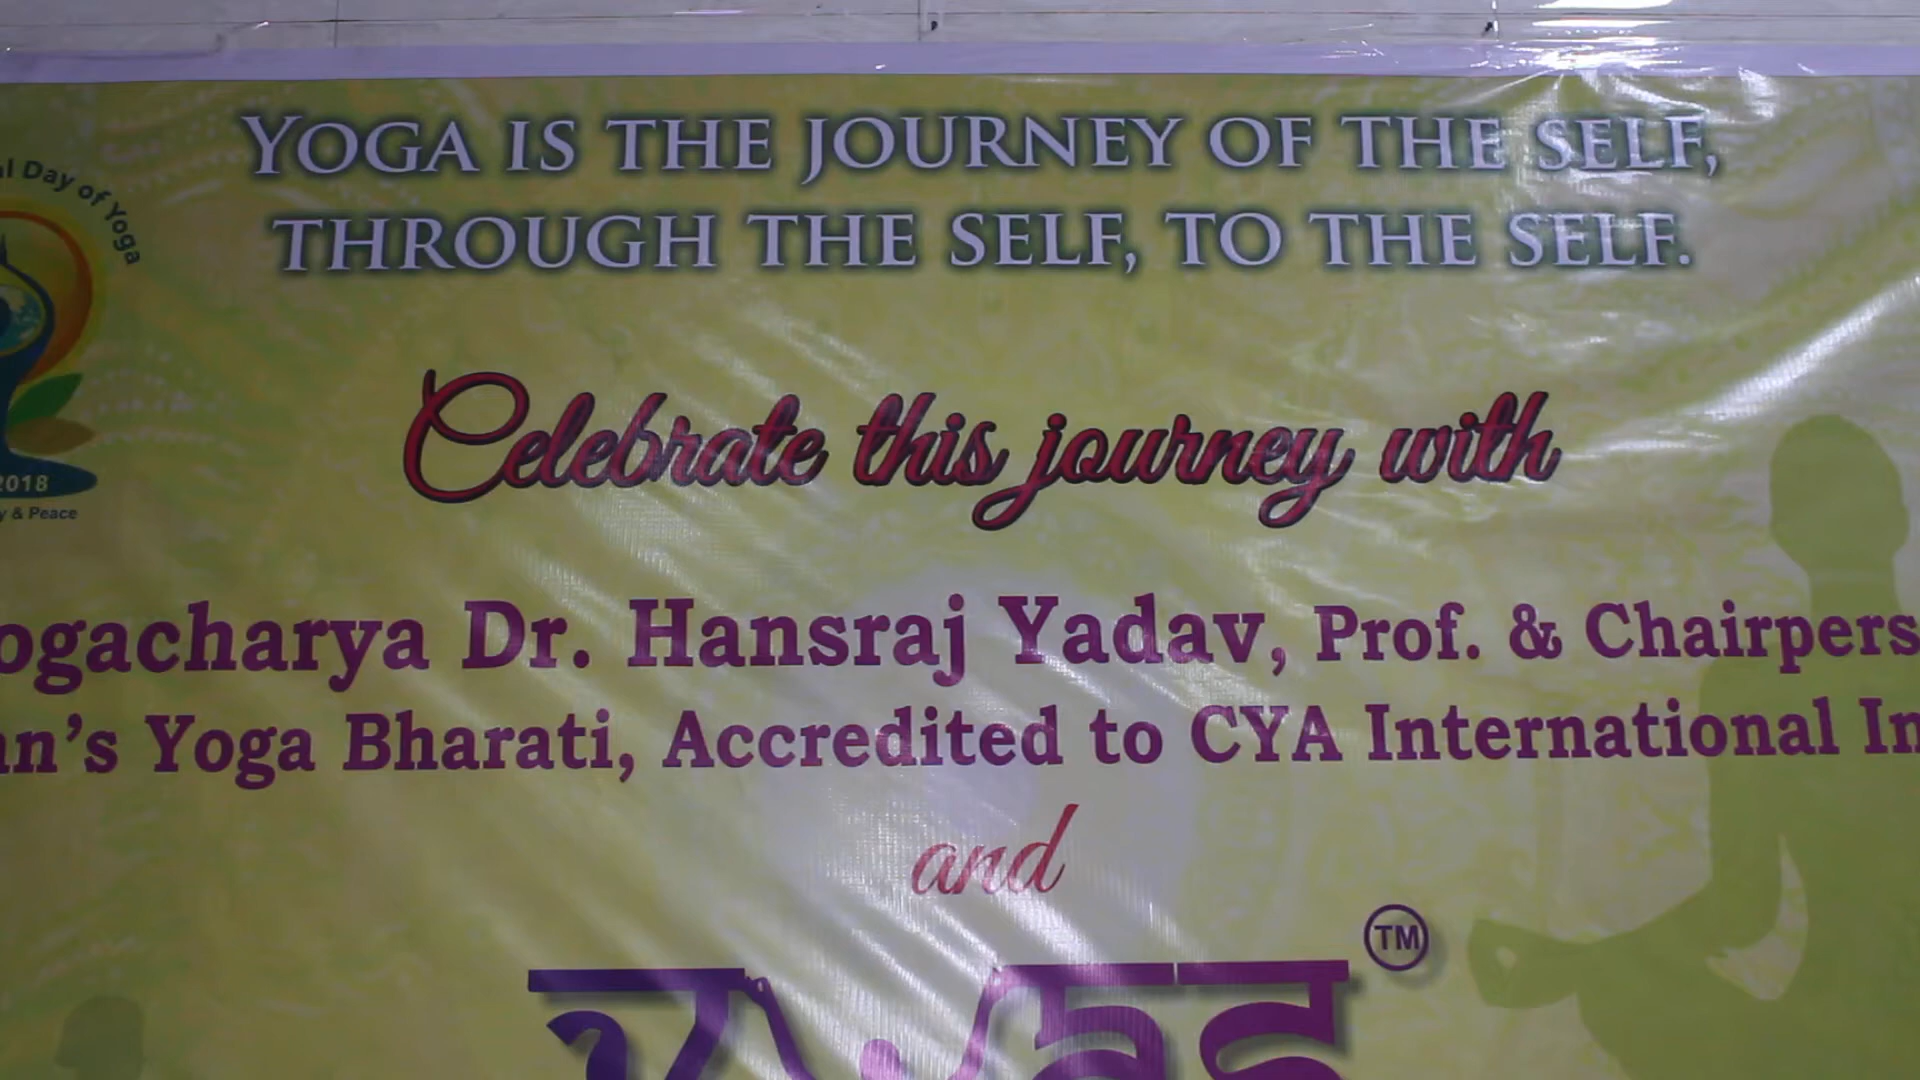 YOGA IS THE JOURNEY OF THE SELF,
THROUGH THE SELF, TO THE SELF.
l Day of Yoga
2018
y & Peace
Celebrate this journey with
ogacharya Dr. Hansraj Yadav, Prof. & Chairpers
an's Yoga Bharati, Accredited to CYA International In
and
TM